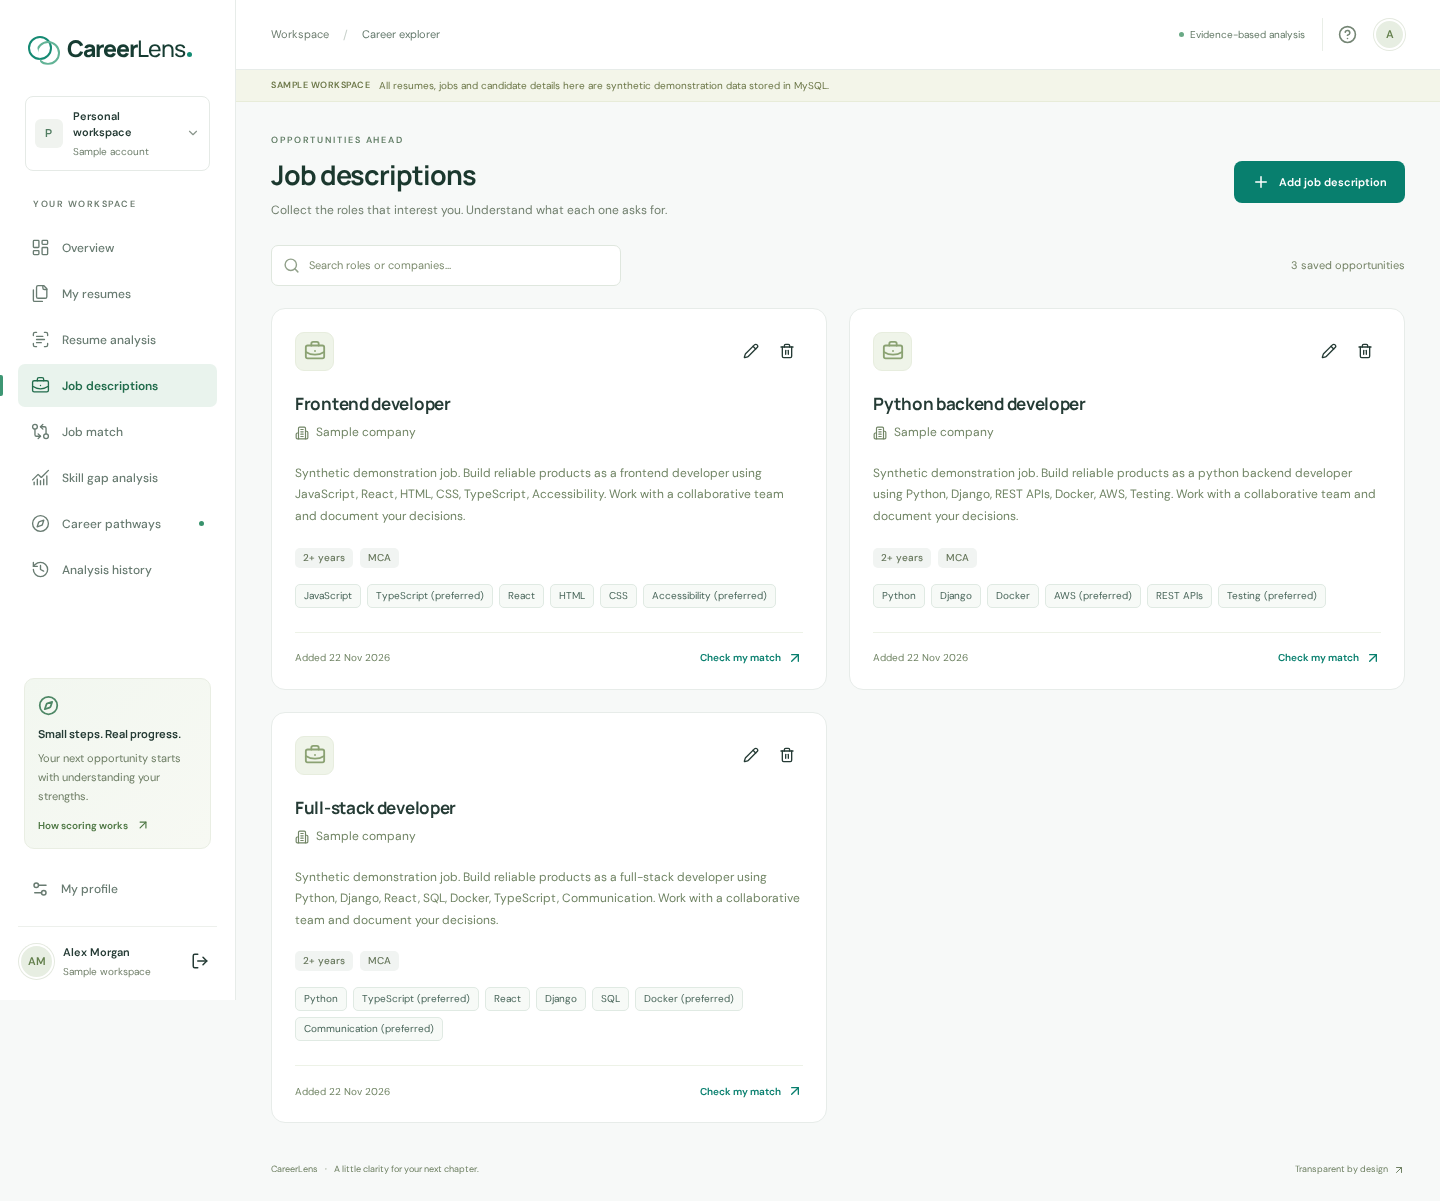 CareerLens.
P
Personal
workspace
Sample account
YOUR WORKSPACE
Overview
My resumes
Resume analysis
Job descriptions
Job match
Skill gap analysis
Career pathways
Analysis history
Small steps. Real progress.
Your next opportunity starts
with understanding your
strengths.
How scoring works
My profile
AM
Alex Morgan
Sample workspace
Workspace / Career explorer
Evidence-based analysis
A
SAMPLE WORKSPACE All resumes, jobs and candidate details here are synthetic demonstration data stored in MySQL.
OPPORTUNITIES AHEAD
Job descriptions
Collect the roles that interest you. Understand what each one asks for.
Add job description
Search roles or companies...
3 saved opportunities
Frontend developer
Sample company
Synthetic demonstration job. Build reliable products as a frontend developer using
JavaScript, React, HTML, CSS, TypeScript, Accessibility. Work with a collaborative team
and document your decisions.
2+ years MCA
JavaScript TypeScript (preferred) React HTML CSS Accessibility (preferred)
Added 22 Nov 2026 Check my match
Python backend developer
Sample company
Synthetic demonstration job. Build reliable products as a python backend developer
using Python, Django, REST APIs, Docker, AWS, Testing. Work with a collaborative team and
document your decisions.
2+ years MCA
Python Django Docker AWS (preferred) REST APIs Testing (preferred)
Added 22 Nov 2026 Check my match
Full-stack developer
Sample company
Synthetic demonstration job. Build reliable products as a full-stack developer using
Python, Django, React, SQL, Docker, TypeScript, Communication. Work with a collaborative
team and document your decisions.
2+ years MCA
Python TypeScript (preferred) React Django SQL Docker (preferred)
Communication (preferred)
Added 22 Nov 2026 Check my match
CareerLens · A little clarity for your next chapter.
Transparent by design